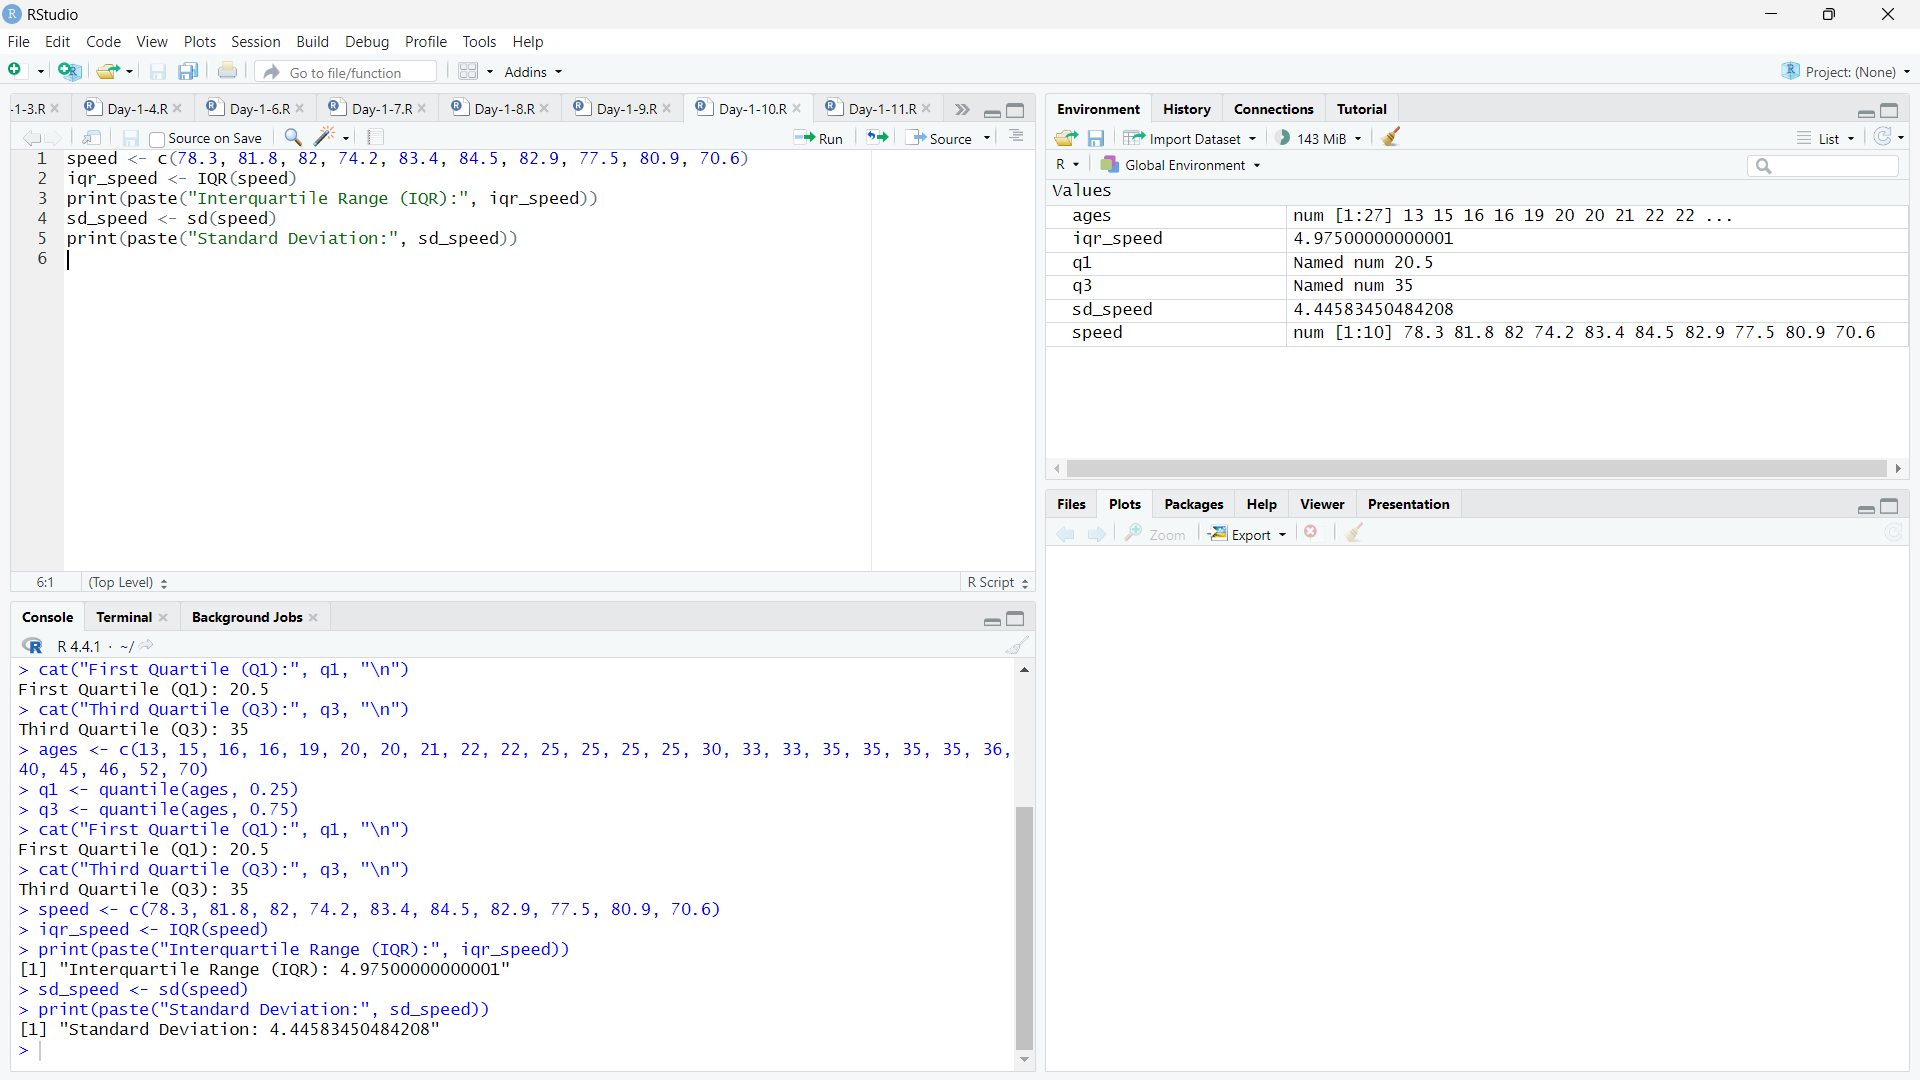 RStudio
File Edit Code View Plots Session Build Debug Profile Tools Help
Go to file/function Addins Project: (None)
-1-3.R Day-1-4.R Day-1-6.R Day-1-7.R Day-1-8.R Day-1-9.R Day-1-10.R Day-1-11.R
Source on Save Run Source
1 speed <- c(78.3, 81.8, 82, 74.2, 83.4, 84.5, 82.9, 77.5, 80.9, 70.6)
2 iqr_speed <- IQR(speed)
3 print(paste("Interquartile Range (IQR):", iqr_speed))
4 sd_speed <- sd(speed)
5 print(paste("Standard Deviation:", sd_speed))
6
6:1 (Top Level) R Script
Console Terminal Background Jobs
R 4.4.1 · ~/
> cat("First Quartile (Q1):", q1, "\n")
First Quartile (Q1): 20.5
> cat("Third Quartile (Q3):", q3, "\n")
Third Quartile (Q3): 35
> ages <- c(13, 15, 16, 16, 19, 20, 20, 21, 22, 22, 25, 25, 25, 25, 30, 33, 33, 35, 35, 35, 35, 36,
40, 45, 46, 52, 70)
> q1 <- quantile(ages, 0.25)
> q3 <- quantile(ages, 0.75)
> cat("First Quartile (Q1):", q1, "\n")
First Quartile (Q1): 20.5
> cat("Third Quartile (Q3):", q3, "\n")
Third Quartile (Q3): 35
> speed <- c(78.3, 81.8, 82, 74.2, 83.4, 84.5, 82.9, 77.5, 80.9, 70.6)
> iqr_speed <- IQR(speed)
> print(paste("Interquartile Range (IQR):", iqr_speed))
[1] "Interquartile Range (IQR): 4.97500000000001"
> sd_speed <- sd(speed)
> print(paste("Standard Deviation:", sd_speed))
[1] "Standard Deviation: 4.44583450484208"
>
Environment History Connections Tutorial
Import Dataset 143 MiB List
R Global Environment
Values
ages num [1:27] 13 15 16 16 19 20 20 21 22 22 ...
iqr_speed 4.97500000000001
q1 Named num 20.5
q3 Named num 35
sd_speed 4.44583450484208
speed num [1:10] 78.3 81.8 82 74.2 83.4 84.5 82.9 77.5 80.9 70.6
Files Plots Packages Help Viewer Presentation
Zoom Export